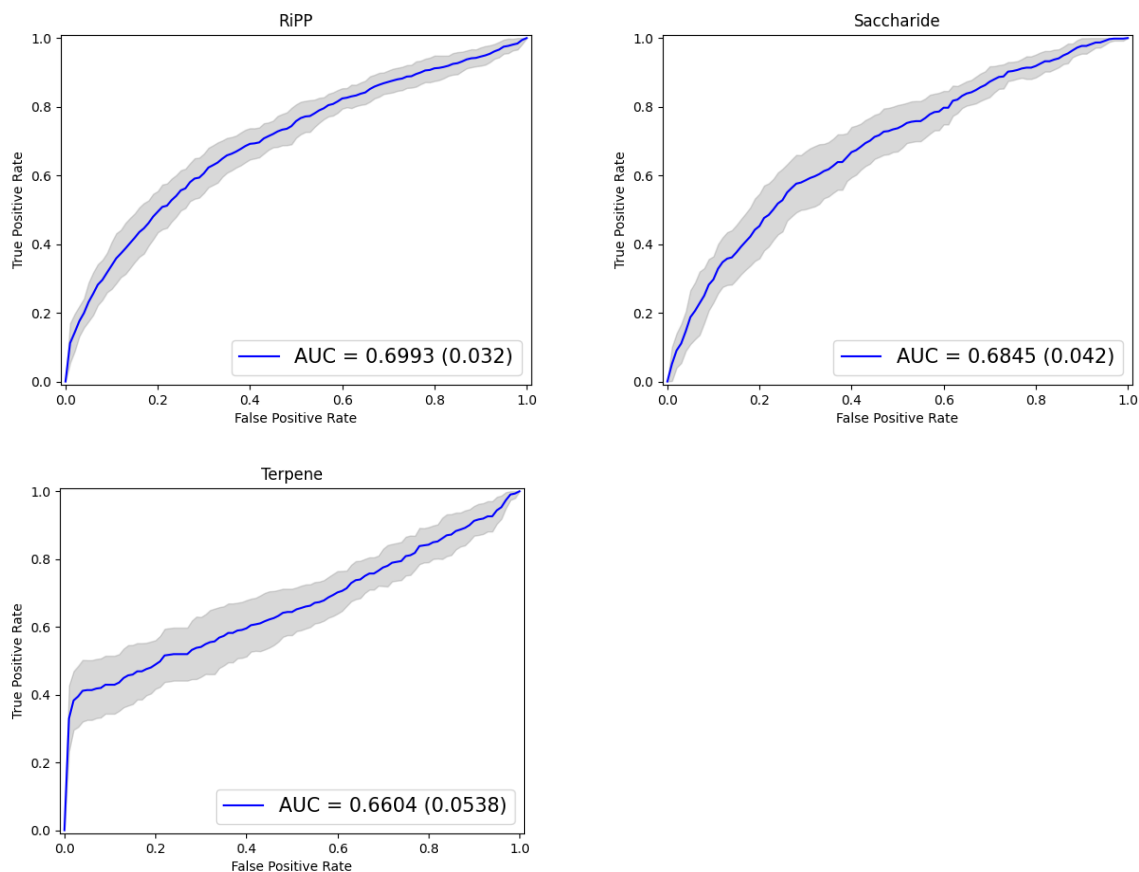 RiPP
1.0
0.8
0.6
0.4
0.2
0.0
True Positive Rate
AUC = 0.6993 (0.032)
0.0 0.2 0.4 0.6 0.8 1.0
False Positive Rate
Saccharide
1.0
0.8
0.6
0.4
0.2
0.0
True Positive Rate
AUC = 0.6845 (0.042)
0.0 0.2 0.4 0.6 0.8 1.0
False Positive Rate
Terpene
1.0
0.8
0.6
0.4
0.2
0.0
True Positive Rate
AUC = 0.6604 (0.0538)
0.0 0.2 0.4 0.6 0.8 1.0
False Positive Rate